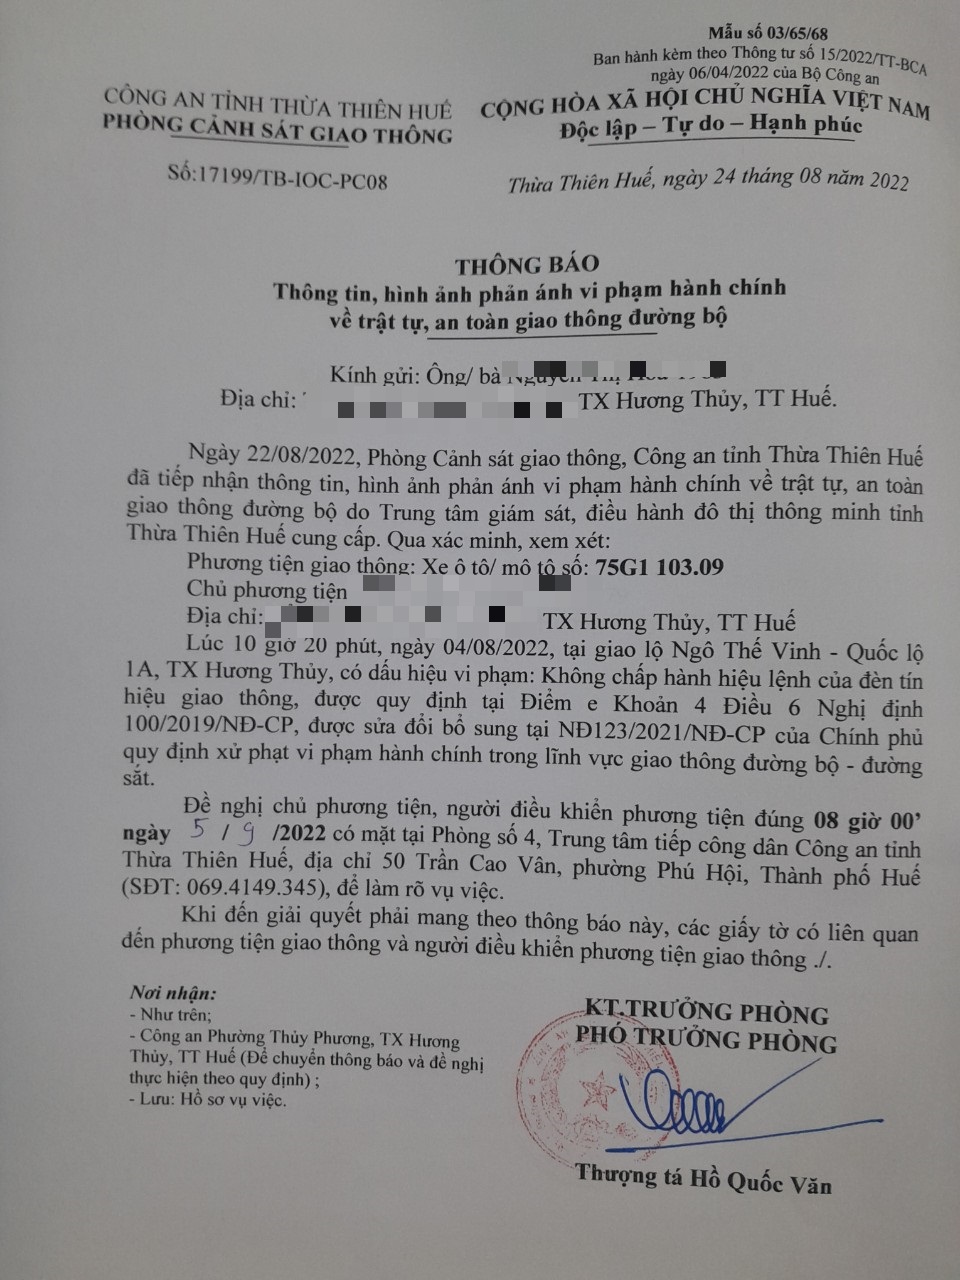 Mẫu số 03/65/68
Ban hành kèm theo Thông tư số 15/2022/TT-BCA
ngày 06/04/2022 của Bộ Công an
CÔNG AN TỈNH THỪA THIÊN HUẾ
PHÒNG CẢNH SÁT GIAO THÔNG
CỘNG HÒA XÃ HỘI CHỦ NGHĨA VIỆT NAM
Độc lập – Tự do – Hạnh phúc
Số:17199/TB-IOC-PC08
Thừa Thiên Huế, ngày 24 tháng 08 năm 2022
THÔNG BÁO
Thông tin, hình ảnh phản ánh vi phạm hành chính
về trật tự, an toàn giao thông đường bộ
Kính gửi: Ông/ bà
Địa chỉ: TX Hương Thủy, TT Huế.
Ngày 22/08/2022, Phòng Cảnh sát giao thông, Công an tỉnh Thừa Thiên Huế
đã tiếp nhận thông tin, hình ảnh phản ánh vi phạm hành chính về trật tự, an toàn
giao thông đường bộ do Trung tâm giám sát, điều hành đô thị thông minh tỉnh
Thừa Thiên Huế cung cấp. Qua xác minh, xem xét:
Phương tiện giao thông: Xe ô tô/ mô tô số: 75G1 103.09
Chủ phương tiện
Địa chỉ: TX Hương Thủy, TT Huế
Lúc 10 giờ 20 phút, ngày 04/08/2022, tại giao lộ Ngô Thế Vinh - Quốc lộ
1A, TX Hương Thủy, có dấu hiệu vi phạm: Không chấp hành hiệu lệnh của đèn tín
hiệu giao thông, được quy định tại Điểm e Khoản 4 Điều 6 Nghị định
100/2019/NĐ-CP, được sửa đổi bổ sung tại NĐ123/2021/NĐ-CP của Chính phủ
quy định xử phạt vi phạm hành chính trong lĩnh vực giao thông đường bộ - đường
sắt.
Đề nghị chủ phương tiện, người điều khiển phương tiện đúng 08 giờ 00’
ngày 5 / 9 /2022 có mặt tại Phòng số 4, Trung tâm tiếp công dân Công an tỉnh
Thừa Thiên Huế, địa chỉ 50 Trần Cao Vân, phường Phú Hội, Thành phố Huế
(SĐT: 069.4149.345), để làm rõ vụ việc.
Khi đến giải quyết phải mang theo thông báo này, các giấy tờ có liên quan
đến phương tiện giao thông và người điều khiển phương tiện giao thông ./.
Nơi nhận:
- Như trên;
- Công an Phường Thủy Phương, TX Hương
Thủy, TT Huế (Để chuyển thông báo và đề nghị
thực hiện theo quy định) ;
- Lưu: Hồ sơ vụ việc.
KT.TRƯỞNG PHÒNG
PHÓ TRƯỞNG PHÒNG
Thượng tá Hồ Quốc Văn